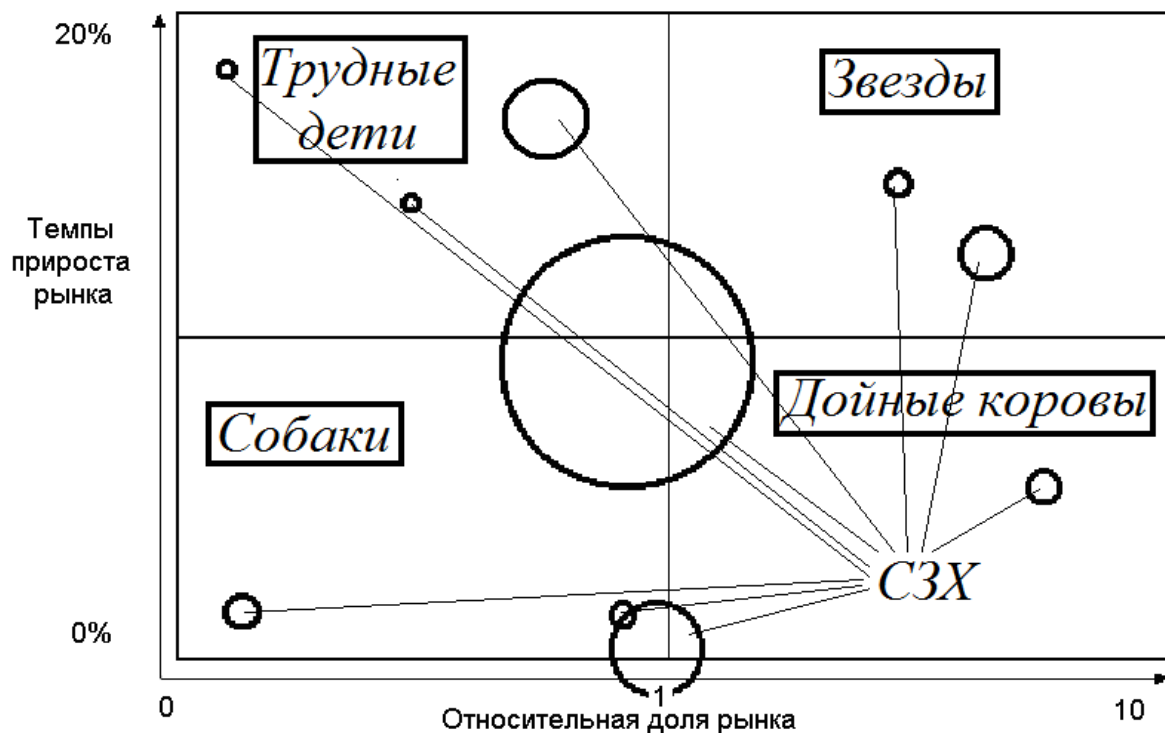 20%
Трудные
дети
Звезды
Темпы
прироста
рынка
Собаки
Дойные коровы
СЗХ
0%
0
1
10
Относительная доля рынка